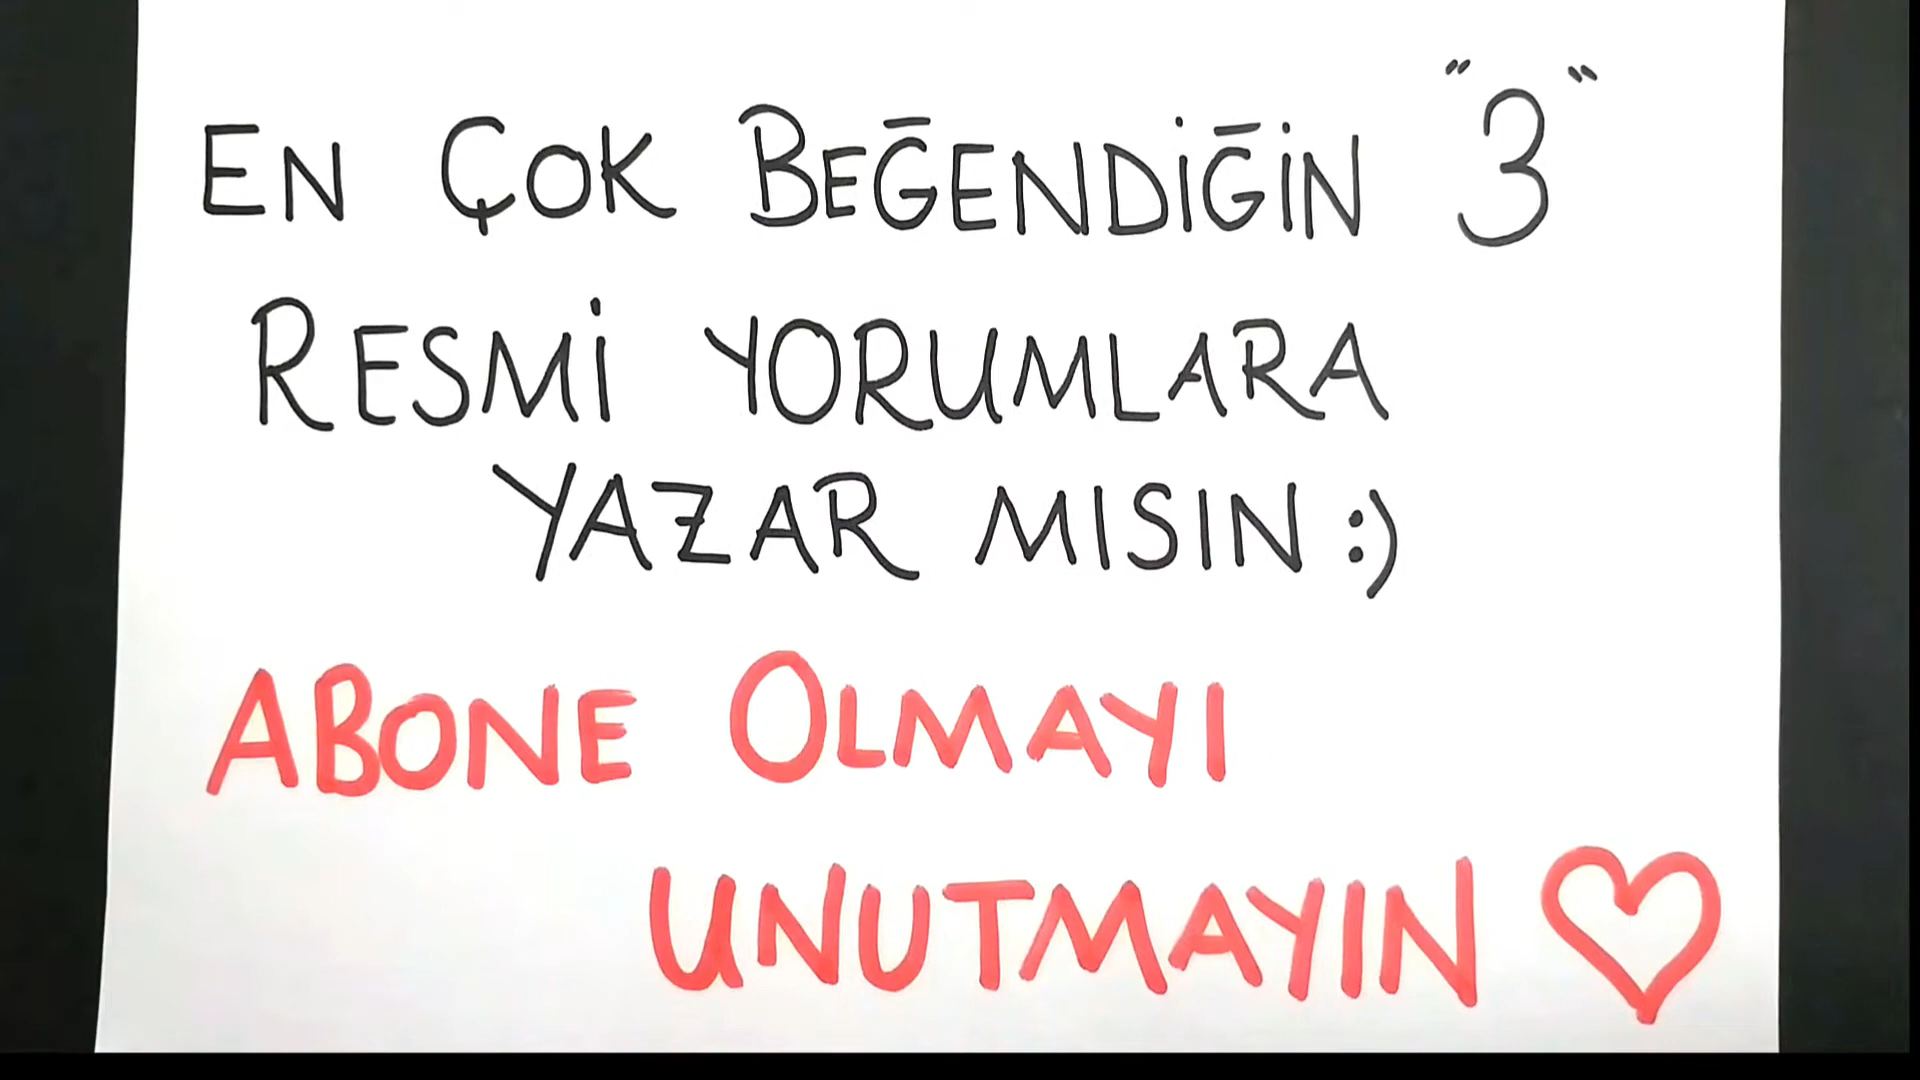 EN ÇOK BEĞENDİĞİN "3"
RESMİ YORUMLARA
YAZAR MISIN :)
ABONE OLMAYI
UNUTMAYIN ♡